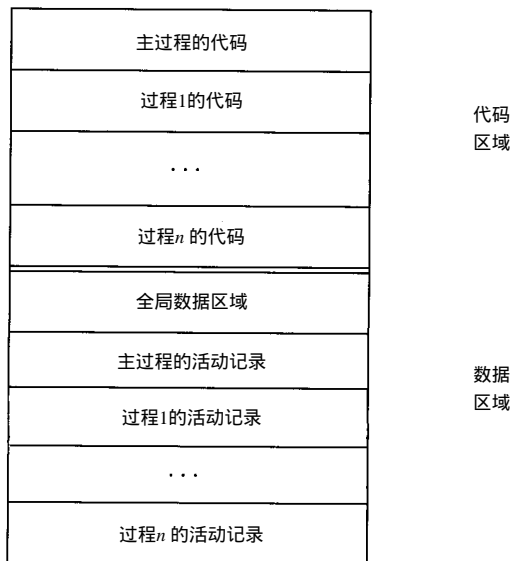 主过程的代码
过程1的代码
代码
区域
. . .
过程n 的代码
全局数据区域
主过程的活动记录
数据
区域
过程1的活动记录
. . .
过程n 的活动记录